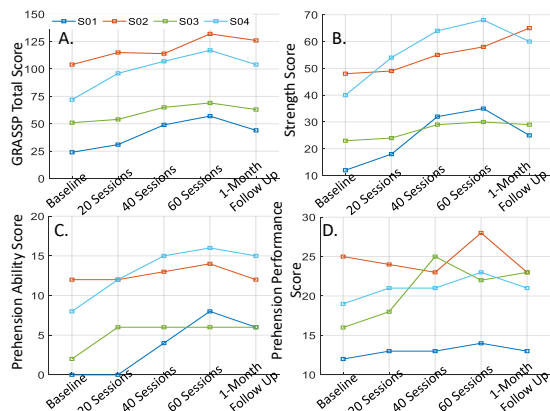 S01 S02 S03 S04
A.
GRASSP Total Score
150
125
100
75
50
25
0
Baseline
20 Sessions
40 Sessions
60 Sessions
1-Month
Follow Up
B.
Strength Score
70
60
50
40
30
20
10
Baseline
20 Sessions
40 Sessions
60 Sessions
1-Month
Follow Up
C.
Prehension Ability Score
20
15
10
5
0
Baseline
20 Sessions
40 Sessions
60 Sessions
1-Month
Follow Up
D.
Prehension Performance
Score
30
25
20
15
10
Baseline
20 Sessions
40 Sessions
60 Sessions
1-Month
Follow Up